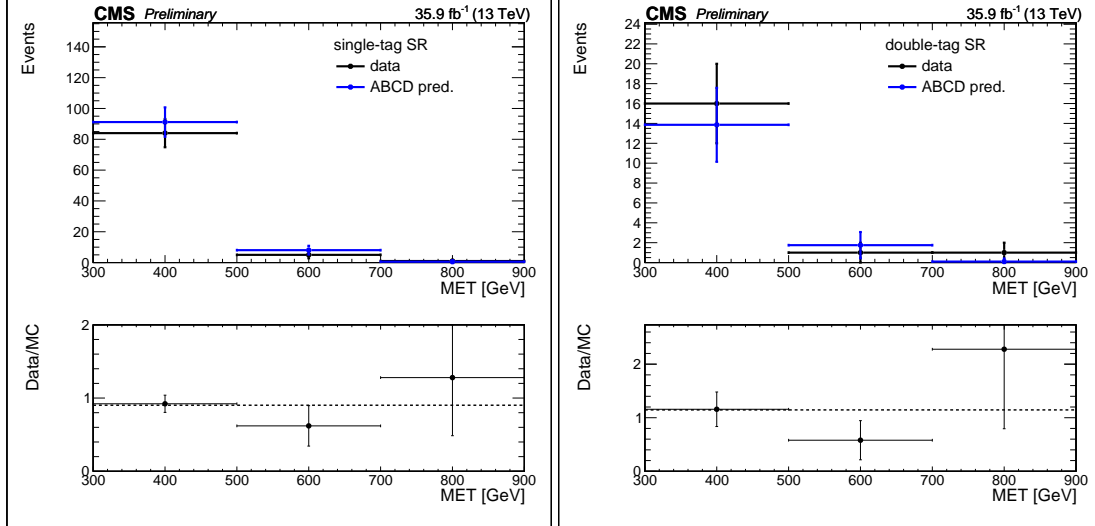 CMS Preliminary 35.9 fb-1 (13 TeV)
Events
single-tag SR
data
ABCD pred.
140
120
100
80
60
40
20
0
300 400 500 600 700 800 900
MET [GeV]
Data/MC
2
1
0
300 400 500 600 700 800 900
MET [GeV]
CMS Preliminary 35.9 fb-1 (13 TeV)
Events
double-tag SR
data
ABCD pred.
24
22
20
18
16
14
12
10
8
6
4
2
0
300 400 500 600 700 800 900
MET [GeV]
Data/MC
2
1
0
300 400 500 600 700 800 900
MET [GeV]